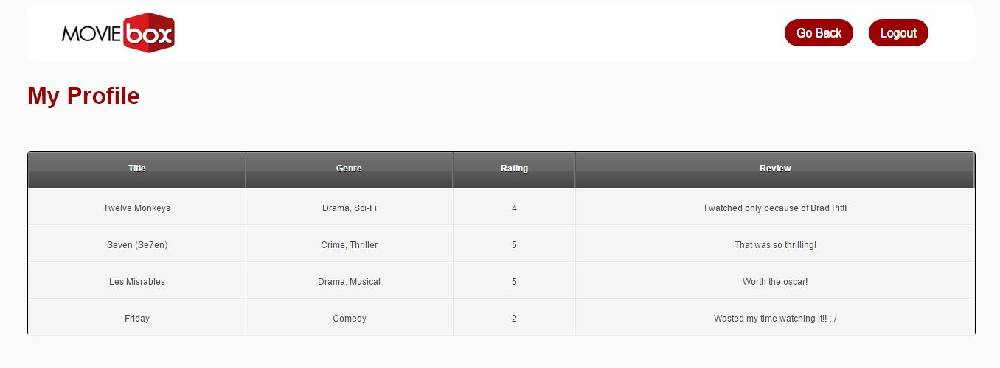 MOVIE box
Go Back
Logout
My Profile
Title Genre Rating Review
Twelve Monkeys Drama, Sci-Fi 4 I watched only because of Brad Pitt!
Seven (Se7en) Crime, Thriller 5 That was so thrilling!
Les Misrables Drama, Musical 5 Worth the oscar!
Friday Comedy 2 Wasted my time watching it!! :-/